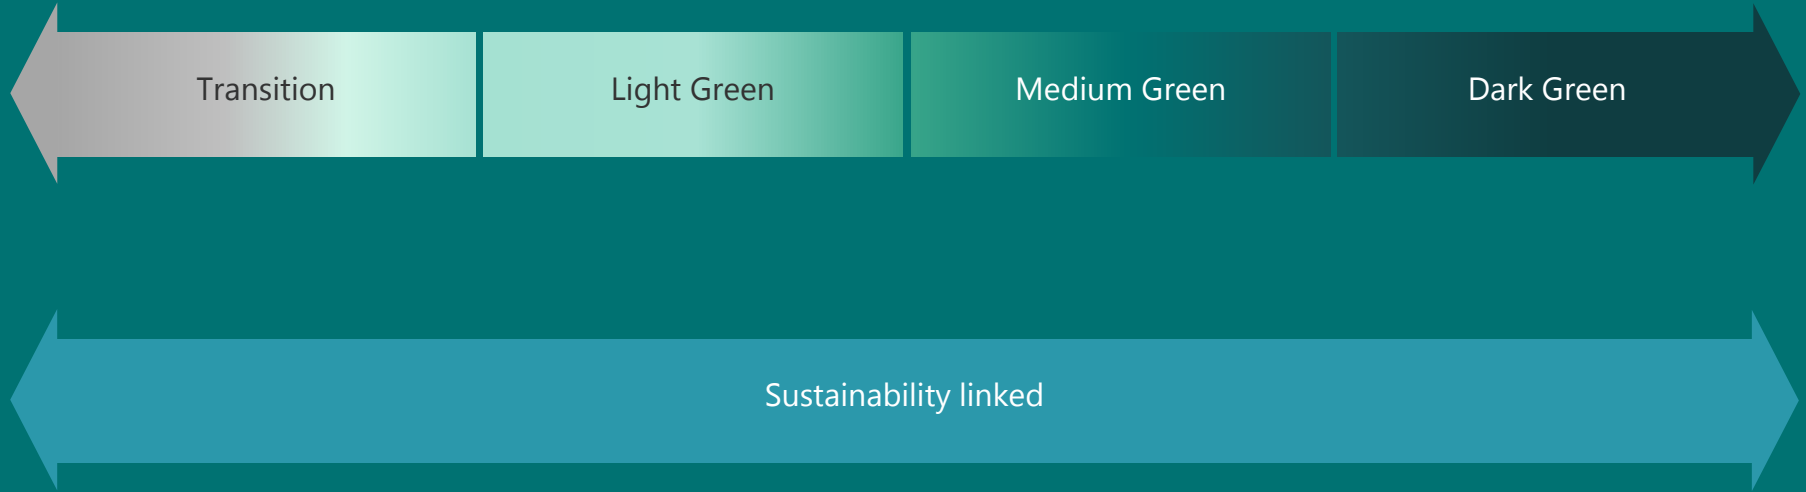 Transition
Light Green
Medium Green
Dark Green
Sustainability linked